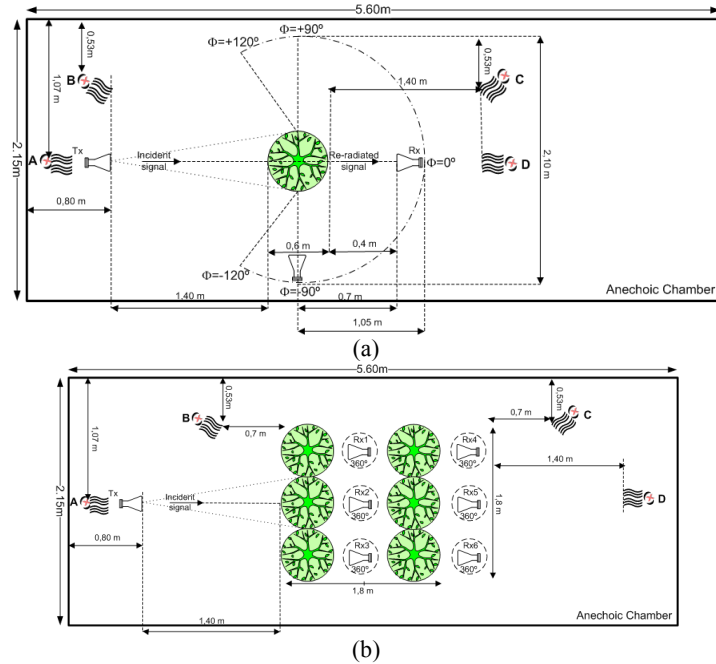 5.60m
Φ=+90º
Φ=+120º
0,53m
B
1,07 m
1,40 m
0,53m
C
2.15m
A
Tx
Incident
signal
Re-radiated
signal
Rx
Φ=0º
D
2,10 m
0,80 m
0,6 m
0,4 m
Φ=-120º
Φ=-90º
1,40 m
0,7 m
1,05 m
Anechoic Chamber
(a)
5.60m
0,53m
B
0,7 m
0,53m
C
0,7 m
1,07 m
Rx1
360º
Rx4
360º
1,40 m
2.15m
A
Tx
Incident
signal
Rx2
360º
Rx5
360º
1,8 m
D
0,80 m
Rx3
360º
Rx6
360º
1,8 m
1,40 m
Anechoic Chamber
(b)